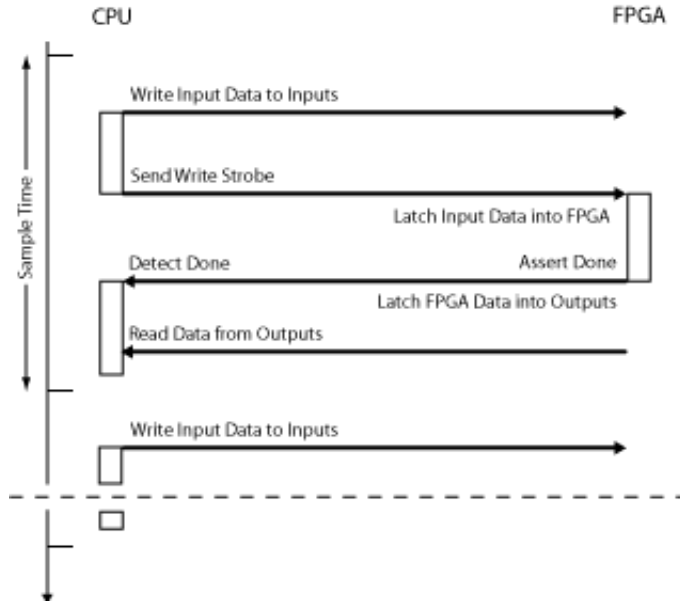 CPU
FPGA
Write Input Data to Inputs
Send Write Strobe
Latch Input Data into FPGA
Sample Time
Detect Done
Assert Done
Latch FPGA Data into Outputs
Read Data from Outputs
Write Input Data to Inputs